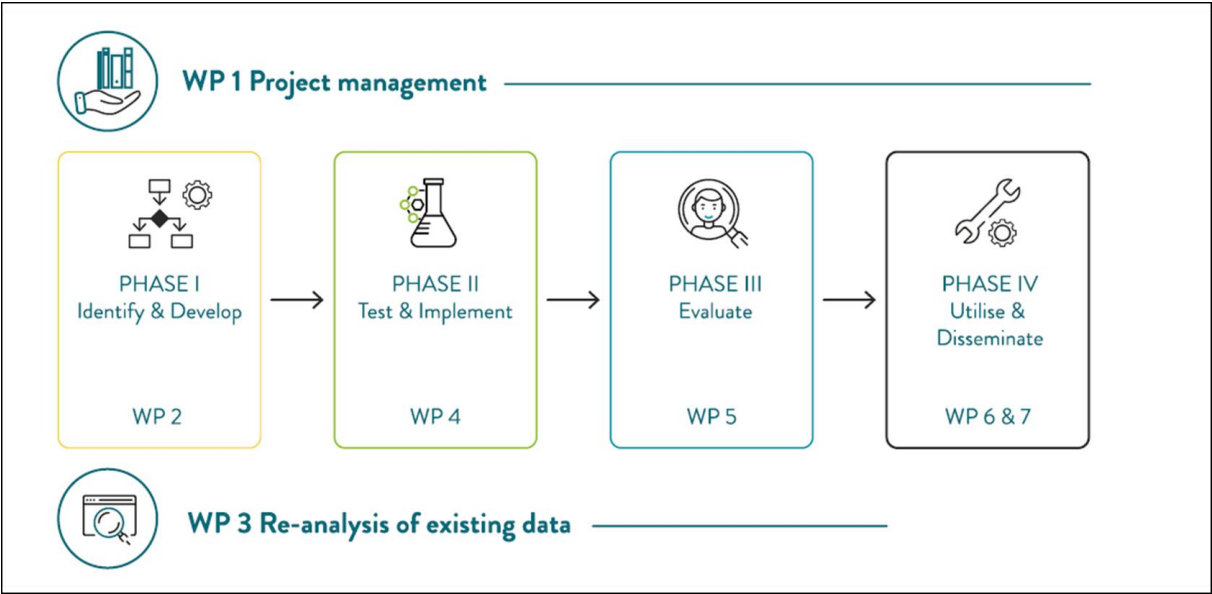 WP 1 Project management
PHASE I
Identify & Develop
WP 2
PHASE II
Test & Implement
WP 4
PHASE III
Evaluate
WP 5
PHASE IV
Utilise &
Disseminate
WP 6 & 7
WP 3 Re-analysis of existing data